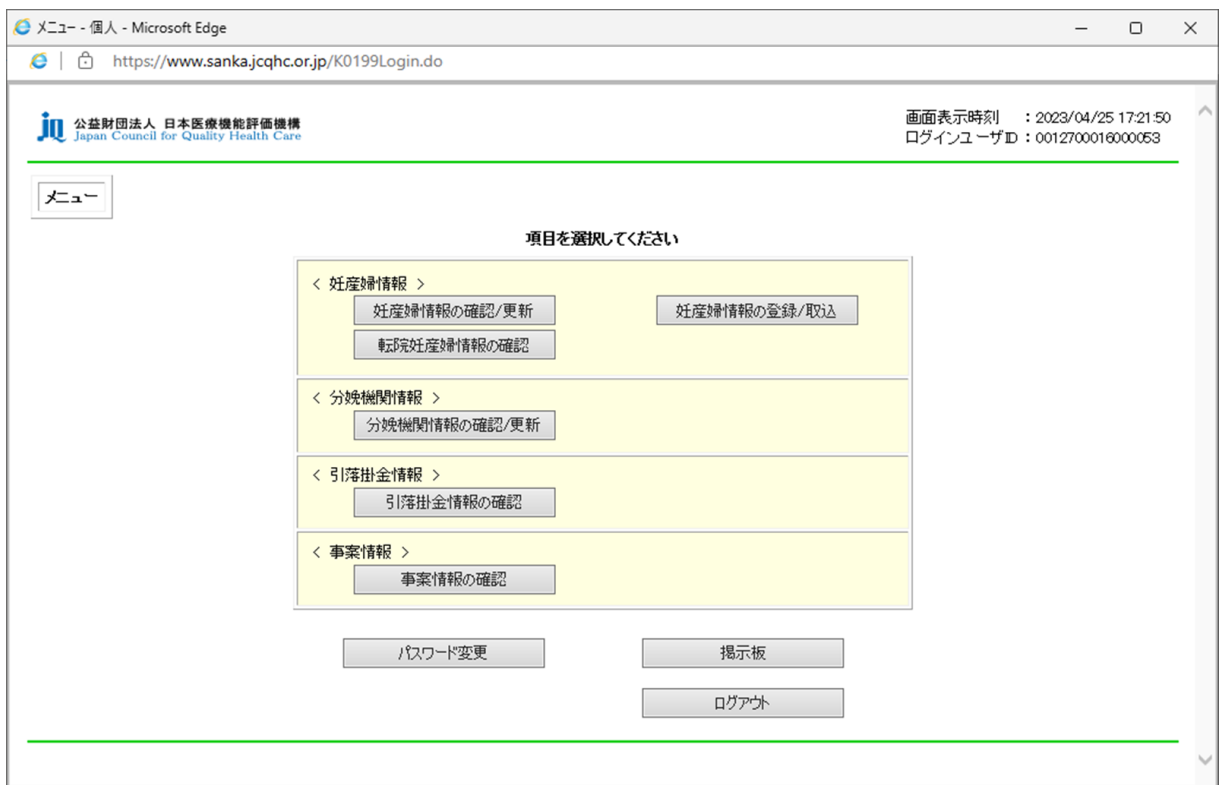 メニュー - 個人 - Microsoft Edge
https://www.sanka.jcqhc.or.jp/K0199Login.do
公益財団法人 日本医療機能評価機構
Japan Council for Quality Health Care
画面表示時刻 : 2023/04/25 17:21:50
ログインユーザID : 0012700016000053
メニュー
項目を選択してください
< 妊産婦情報 >
妊産婦情報の確認/更新 妊産婦情報の登録/取込
転院妊産婦情報の確認
< 分娩機関情報 >
分娩機関情報の確認/更新
< 引落掛金情報 >
引落掛金情報の確認
< 事案情報 >
事案情報の確認
パスワード変更 掲示板
ログアウト